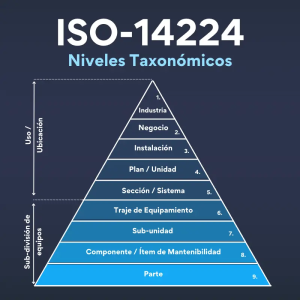 ISO-14224
Niveles Taxonómicos
1.
Industria
Negocio
2.
Instalación
3.
Plan / Unidad
4.
Sección / Sistema
5.
Traje de Equipamiento
6.
Sub-unidad
7.
Componente / Ítem de Mantenibilidad
8.
Parte
9.
Uso /
Ubicación
Sub-división de
equipos